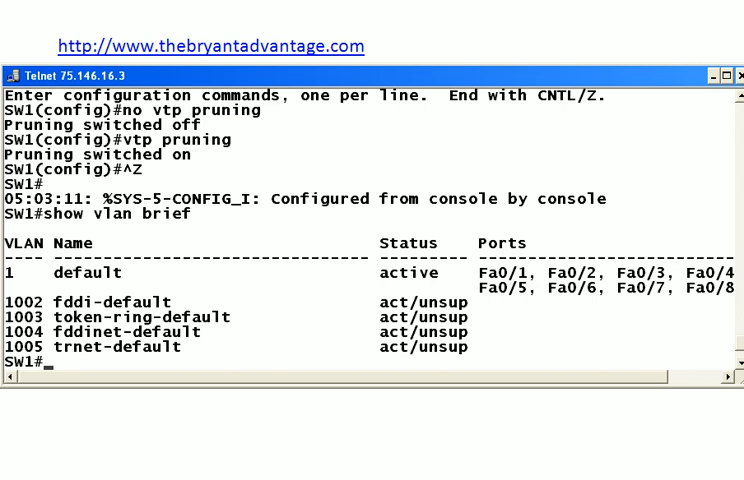 http://www.thebryantadvantage.com
Telnet 75.146.16.3
Enter configuration commands, one per line.  End with CNTL/Z.
SW1(config)#no vtp pruning
Pruning switched off
SW1(config)#vtp pruning
Pruning switched on
SW1(config)#^Z
SW1#
05:03:11: %SYS-5-CONFIG_I: Configured from console by console
SW1#show vlan brief
VLAN Name                             Status    Ports
---- -------------------------------- --------- --------------------------
1    default                          active    Fa0/1, Fa0/2, Fa0/3, Fa0/4
                                                Fa0/5, Fa0/6, Fa0/7, Fa0/8
1002 fddi-default                     act/unsup
1003 token-ring-default               act/unsup
1004 fddinet-default                  act/unsup
1005 trnet-default                    act/unsup
SW1#